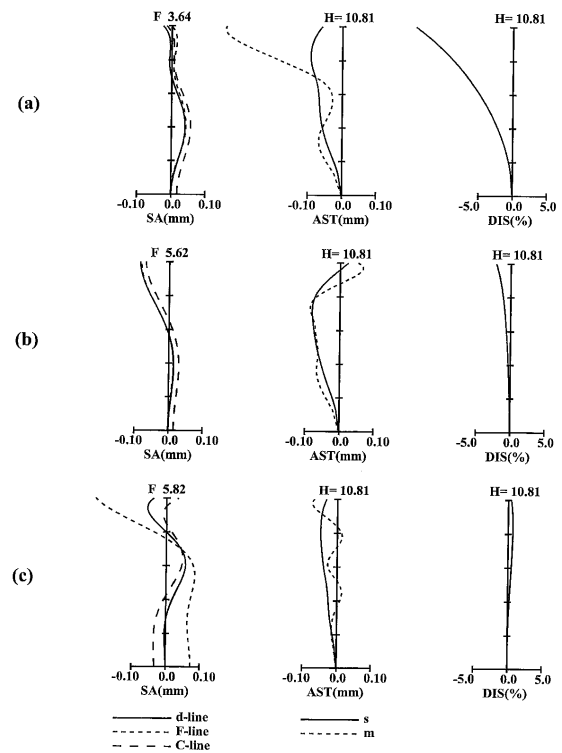 F 3.64 H= 10.81 H= 10.81
(a)
-0.10 0.0 0.10 -0.10 0.0 0.10 -5.0 0.0 5.0
SA(mm) AST(mm) DIS(%)
F 5.62 H= 10.81 H= 10.81
(b)
-0.10 0.0 0.10 -0.10 0.0 0.10 -5.0 0.0 5.0
SA(mm) AST(mm) DIS(%)
F 5.82 H= 10.81 H= 10.81
(c)
-0.10 0.0 0.10 -0.10 0.0 0.10 -5.0 0.0 5.0
SA(mm) AST(mm) DIS(%)
d-line s
F-line m
C-line